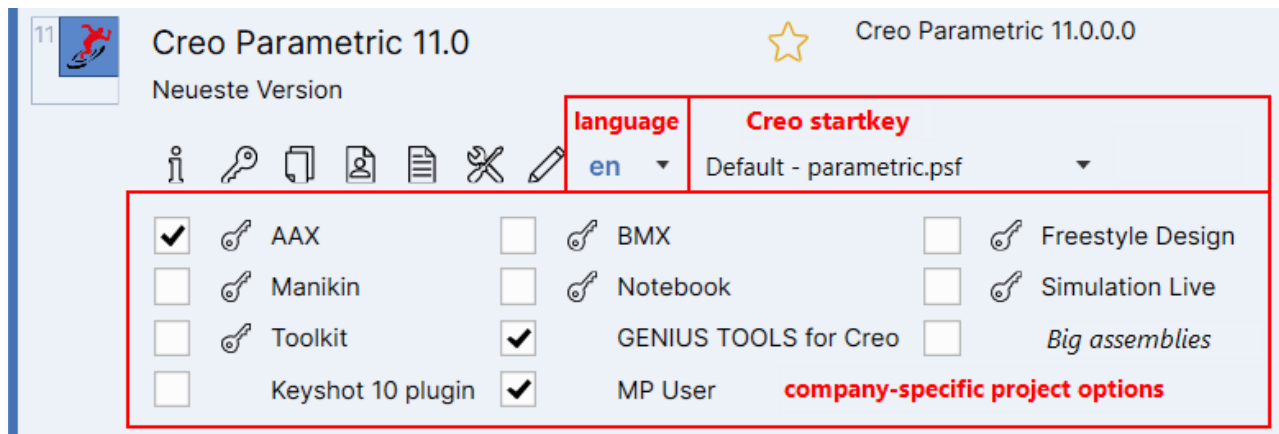 11
Creo Parametric 11.0
Creo Parametric 11.0.0.0
Neueste Version
language
Creo startkey
en
Default - parametric.psf
AAX
BMX
Freestyle Design
Manikin
Notebook
Simulation Live
Toolkit
GENIUS TOOLS for Creo
Big assemblies
Keyshot 10 plugin
MP User
company-specific project options